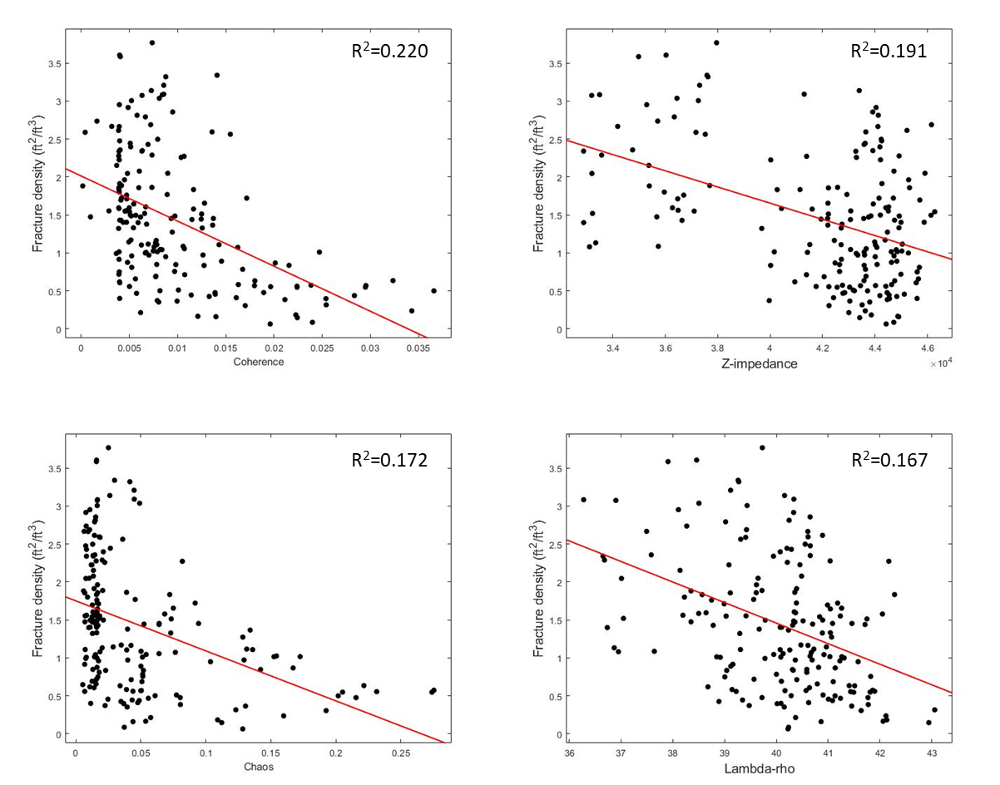 R²=0.220
3.5
3
2.5
2
1.5
1
0.5
0
Fracture density (ft²/ft³)
0 0.005 0.01 0.015 0.02 0.025 0.03 0.035
Coherence
R²=0.191
3.5
3
2.5
2
1.5
1
0.5
0
Fracture density (ft²/ft³)
3.4 3.6 3.8 4 4.2 4.4 4.6
Z-impedance
×10⁴
R²=0.172
3.5
3
2.5
2
1.5
1
0.5
0
Fracture density (ft²/ft³)
0 0.05 0.1 0.15 0.2 0.25
Chaos
R²=0.167
3.5
3
2.5
2
1.5
1
0.5
0
Fracture density (ft²/ft³)
36 37 38 39 40 41 42 43
Lambda-rho